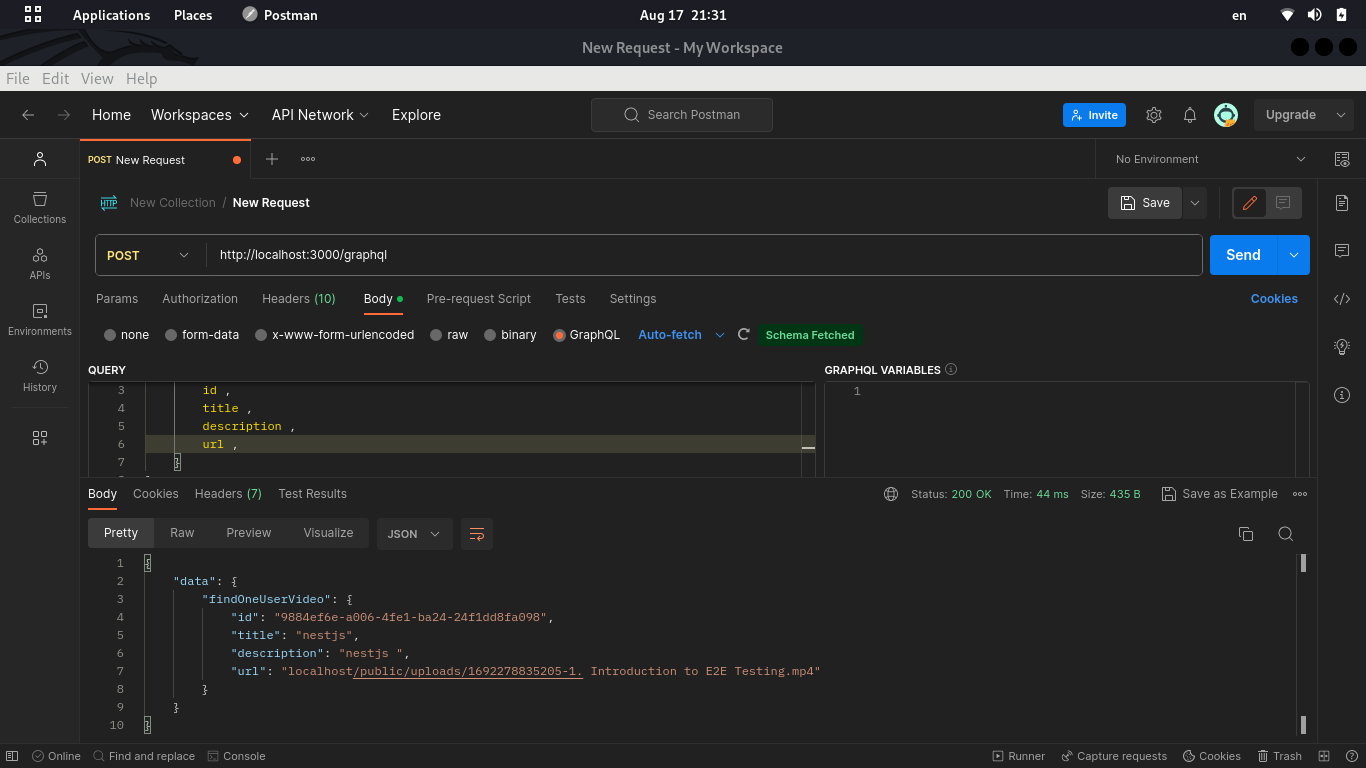 Applications Places Postman Aug 17 21:31 en
New Request - My Workspace
File Edit View Help
Home Workspaces API Network Explore Search Postman Invite Upgrade
POST New Request No Environment
HTTP New Collection / New Request Save
Collections
APIs
Environments
History
POST http://localhost:3000/graphql Send
Params Authorization Headers (10) Body Pre-request Script Tests Settings Cookies
none form-data x-www-form-urlencoded raw binary GraphQL Auto-fetch Schema Fetched
QUERY GRAPHQL VARIABLES
3 id , 1
4 title ,
5 description ,
6 url ,
7 }
Body Cookies Headers (7) Test Results Status: 200 OK Time: 44 ms Size: 435 B Save as Example
Pretty Raw Preview Visualize JSON
1 {
2 "data": {
3 "findOneUserVideo": {
4 "id": "9884ef6e-a006-4fe1-ba24-24f1dd8fa098",
5 "title": "nestjs",
6 "description": "nestjs ",
7 "url": "localhost/public/uploads/1692278835205-1. Introduction to E2E Testing.mp4"
8 }
9 }
10 }
Online Find and replace Console Runner Capture requests Cookies Trash